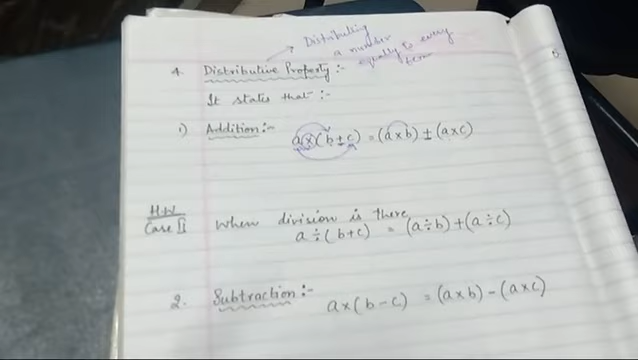 Distributing
a number
equally to every
term
4. Distributive Property:-
It states that :-
i) Addition:- a×(b±c) = (a×b) ± (a×c)
H.W
Case II When division is there
a÷(b+c) = (a÷b)+(a÷c)
2. Subtraction:- a×(b-c) = (a×b)-(a×c)